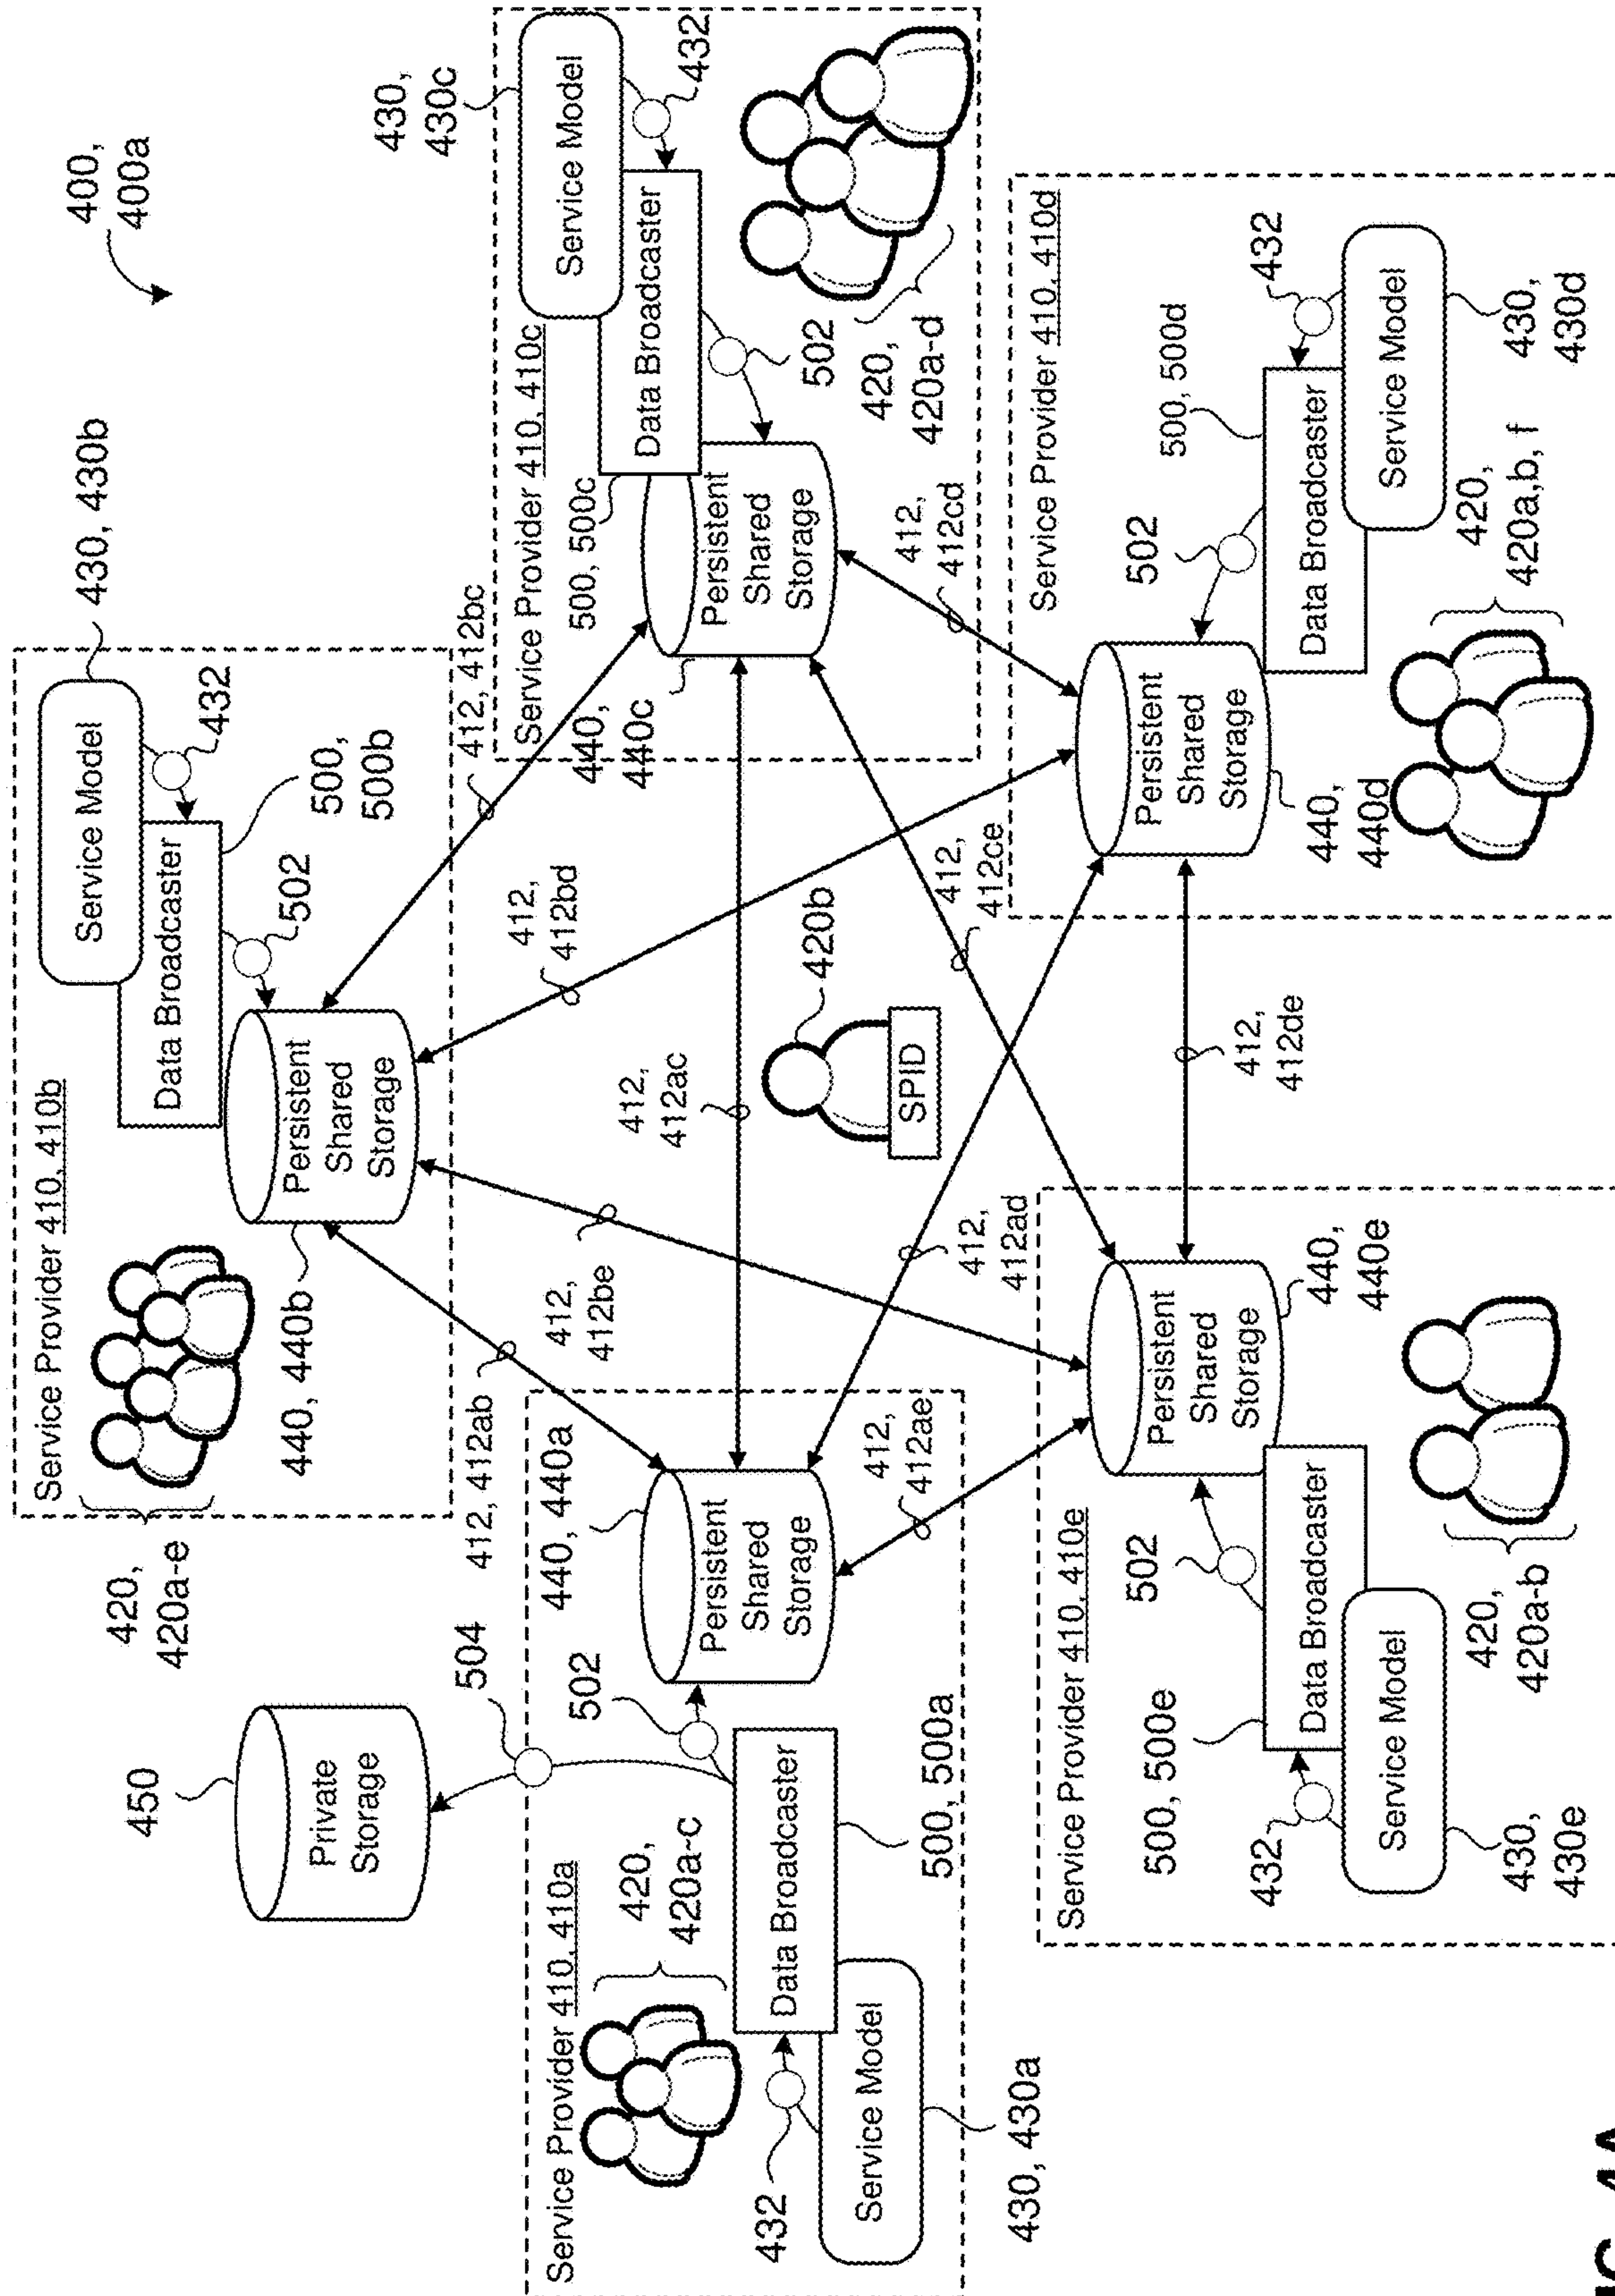 400,
400a
Service Provider 410, 410b
420,
420a-e
Service Model
430, 430b
432
Data Broadcaster
500,
500b
502
Persistent
Shared
Storage
440, 440b
450
Private
Storage
504
Service Provider 410, 410a
420,
420a-c
432
Data Broadcaster
500, 500a
Service Model
430, 430a
502
Persistent
Shared
Storage
440, 440a
412, 412ab
412,
412be
412,
412bd
412, 412bc
412,
412ac
412,
412ae
412,
412ad
412,
412ce
412,
412cd
412,
412de
420b
SPID
Service Provider 410, 410c
430,
430c
Service Model
432
Data Broadcaster
500, 500c
502
Persistent
Shared
Storage
440,
440c
420,
420a-d
Service Provider 410, 410e
502
Persistent
Shared
Storage
440,
440e
Data Broadcaster
500, 500e
432
Service Model
430,
430e
420,
420a-b
Service Provider 410, 410d
502
500, 500d
432
Persistent
Shared
Storage
440,
440d
Data Broadcaster
Service Model
430,
430d
420,
420a,b, f